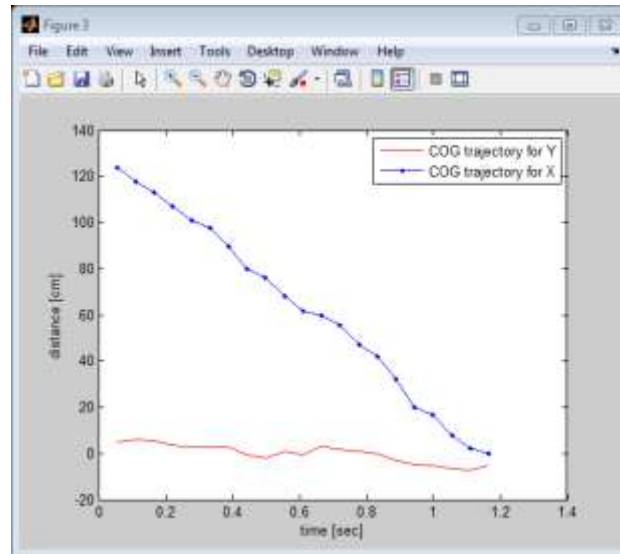 Figure 3
File Edit View Insert Tools Desktop Window Help
140
120
100
80
60
40
20
0
-20
distance [cm]
COG trajectory for Y
COG trajectory for X
0 0.2 0.4 0.6 0.8 1 1.2 1.4
time [sec]